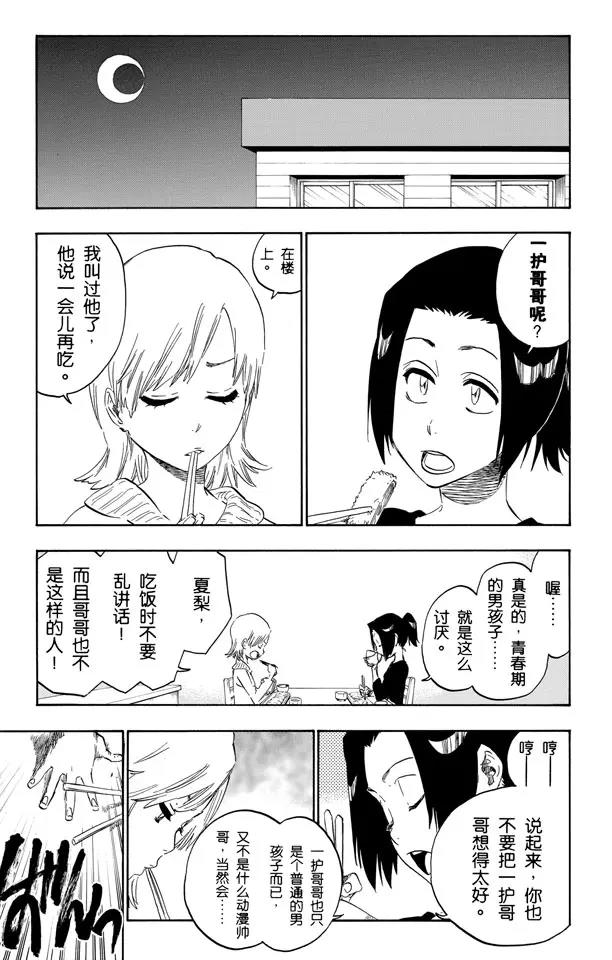 一护哥哥呢？
在楼
上。
我叫过他了，
他说一会儿再吃。
喔……
真是的，青春期
的男孩子……
就是这么
讨厌。
夏梨，
吃饭时不要
乱讲话！
而且哥哥也不
是这样的人！
哼——
哼——
说起来，你也
不要把一护哥
哥想得太好。
一护哥哥也只
是个普通的男
孩子而已，
又不是什么动漫帅
哥，当然会……
ばっ
すっ